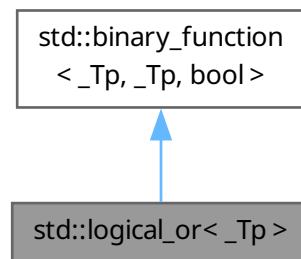 std::binary_function
< _Tp, _Tp, bool >
std::logical_or< _Tp >